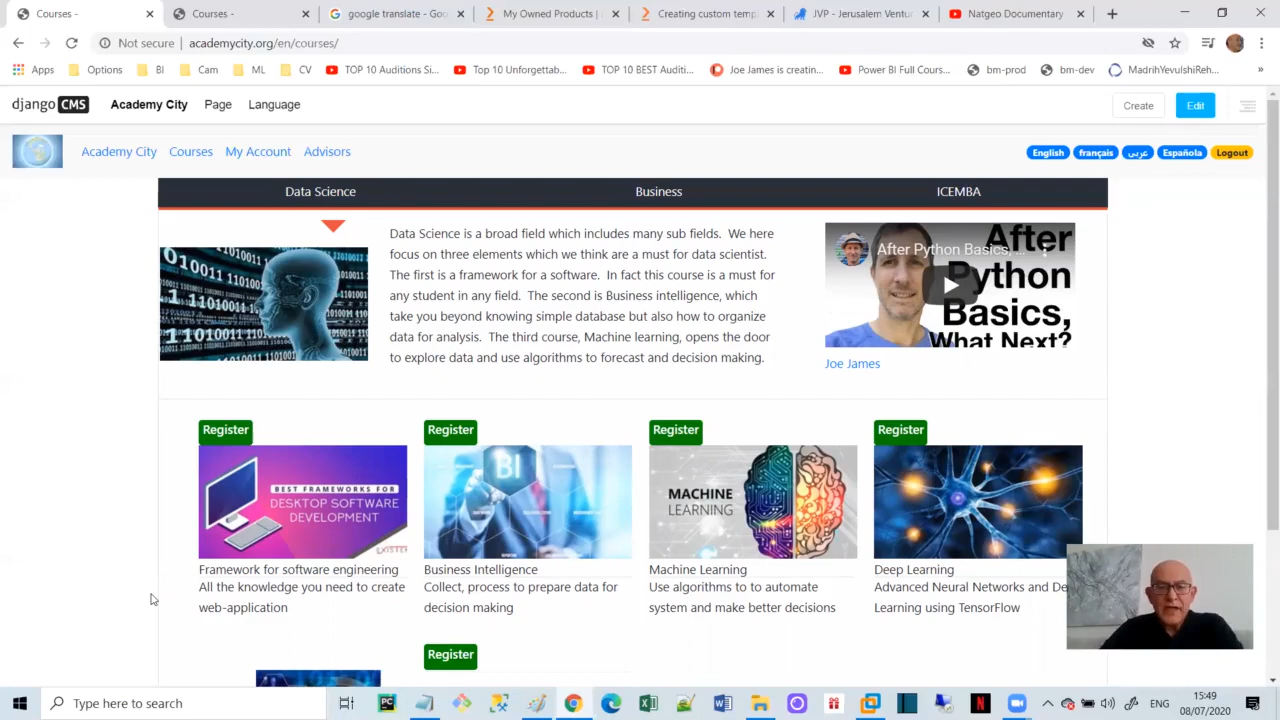 Courses -
Courses -
google translate - Goo
My Owned Products |
Creating custom temp
JVP - Jerusalem Ventur
Natgeo Documentary
Not secure | academycity.org/en/courses/
Apps
Options
BI
Cam
ML
CV
TOP 10 Auditions Si...
Top 10 Unforgettab...
TOP 10 BEST Auditi...
Joe James is creatin...
Power BI Full Cours...
bm-prod
bm-dev
MadrihYevulshiReh...
»
django CMS
Academy City
Page
Language
Create
Edit
Academy City
Courses
My Account
Advisors
English
français
عربى
Española
Logout
Data Science
Business
ICEMBA
Data Science is a broad field which includes many sub fields. We here
focus on three elements whish we think are a must for data scientist.
The first is a framework for a software. In fact this course is a must for
any student in any field. The second is Business intelligence, which
take you beyond knowing simple database but also how to organize
data for analysis. The third course, Machine learning, opens the door
to explore data and use algorithms to forecast and decision making.
After Python Basics, ...
After
Python
Basics,
What Next?
Joe James
Register
Register
Register
Register
BEST FRAMEWORKS FOR
DESKTOP SOFTWARE
DEVELOPMENT
BI
MACHINE
LEARNING
Framework for software engineering
All the knowledge you need to create
web-application
Business Intelligence
Collect, process to prepare data for
decision making
Machine Learning
Use algorithms to to automate
system and make better decisions
Deep Learning
Advanced Neural Networks and De
Learning using TensorFlow
Register
Type here to search
PC
ENG
15:49
08/07/2020